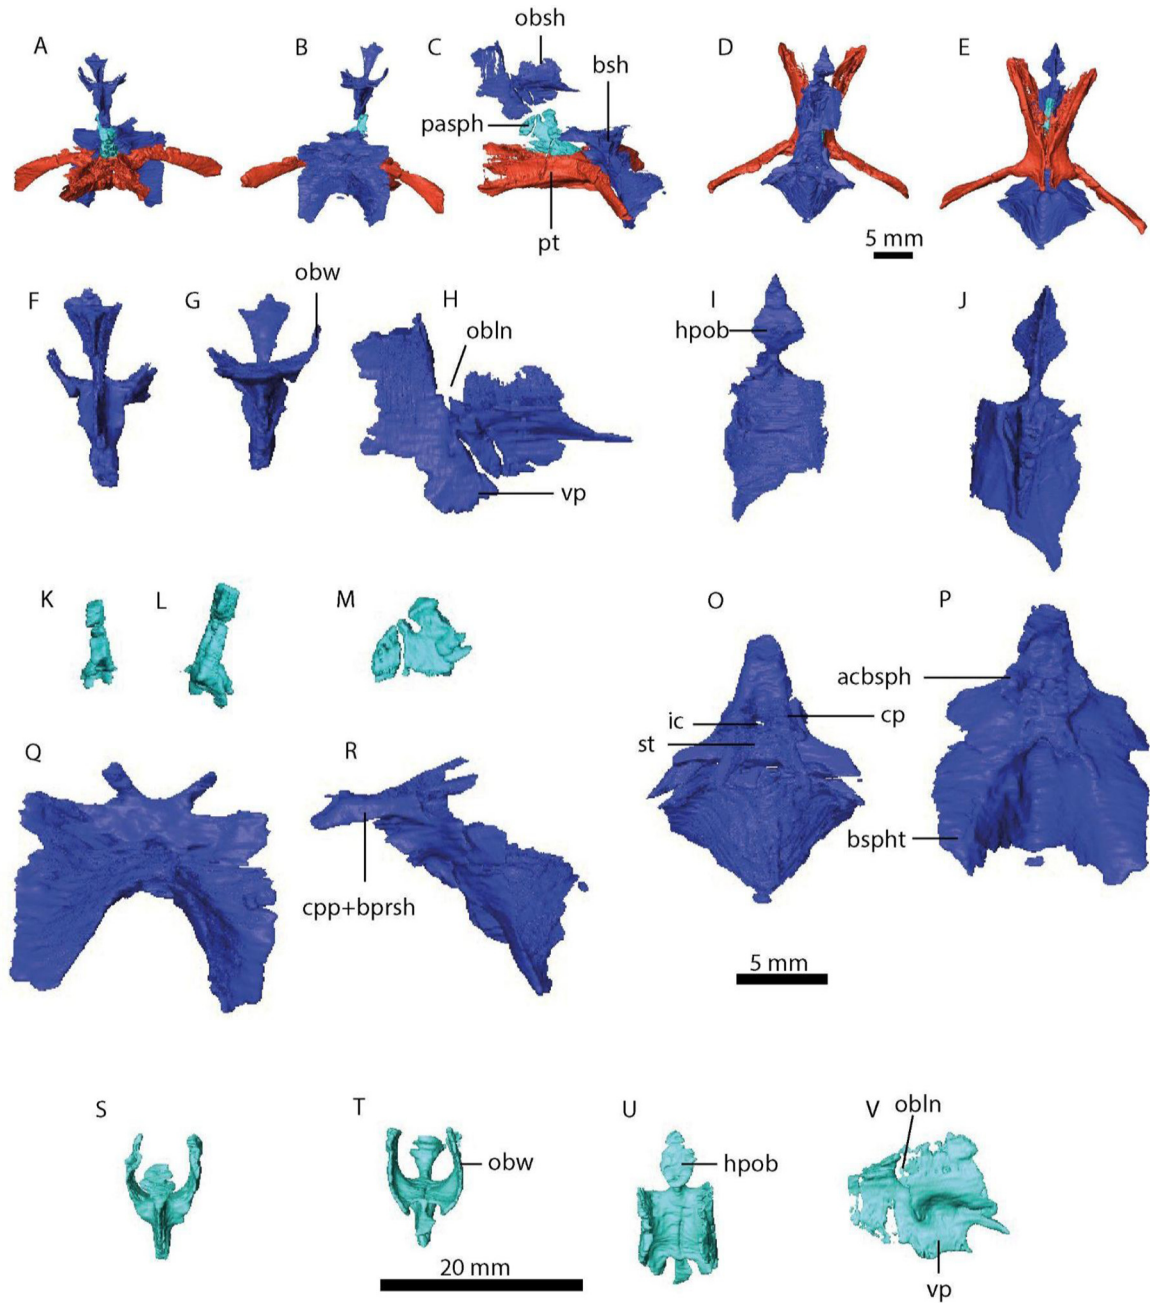 obsh
A
B
C
D
E
bsh
pasph
pt
5 mm
obw
F
G
H
I
J
obln
hpob
vp
K
L
M
O
P
acbsph
ic
cp
st
Q
R
bspht
cpp+bprsh
5 mm
S
T
U
V
obln
obw
hpob
20 mm
vp